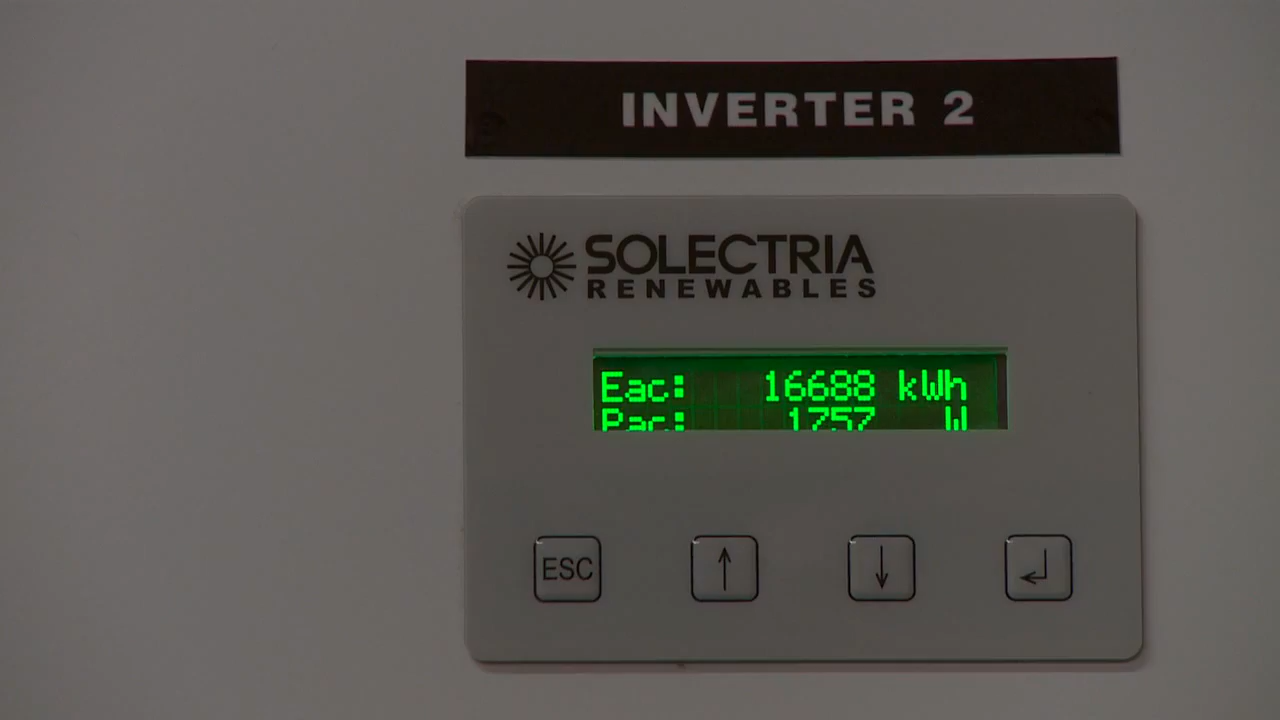 INVERTER 2
SOLECTRIA
RENEWABLES
Eac: 16688 kWh
Pac: 1757 W
ESC